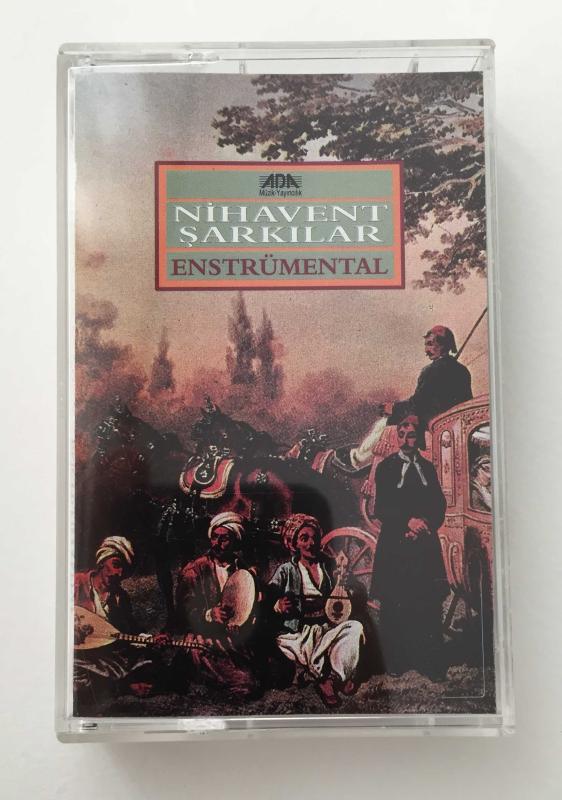 ADA
Müzik-Yayıncılık
NİHAVENT
ŞARKILAR
ENSTRÜMENTAL